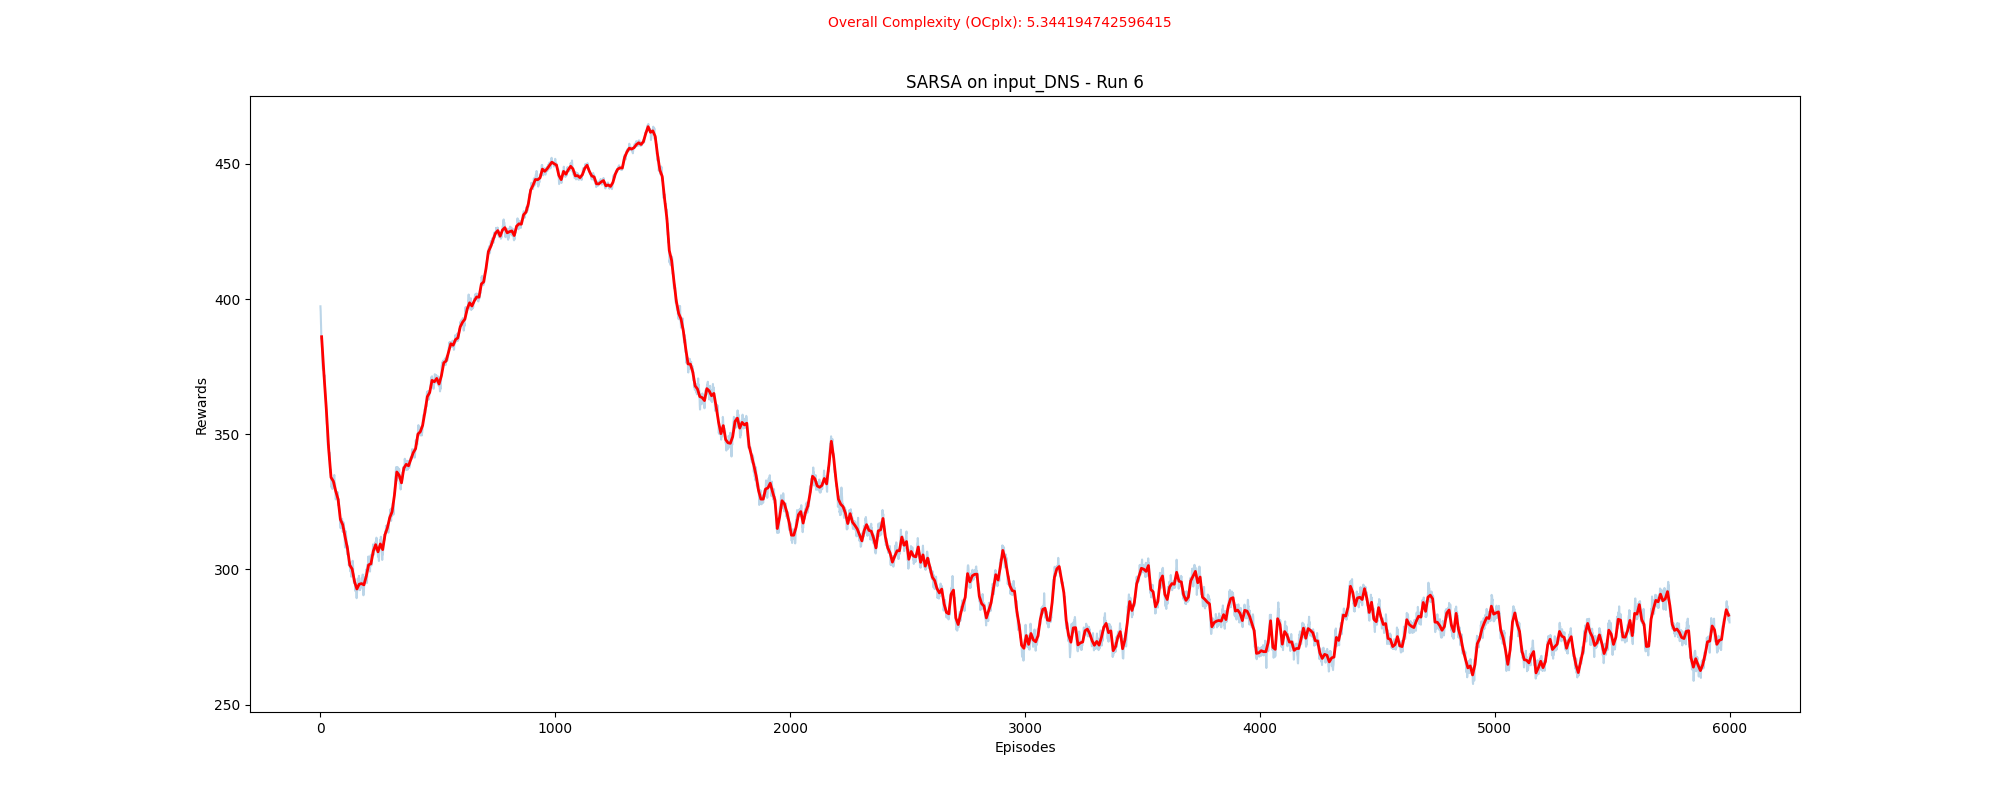 Overall Complexity (OCplx): 5.344194742596415
SARSA on input_DNS - Run 6
Rewards
450
400
350
300
250
0 1000 2000 3000 4000 5000 6000
Episodes